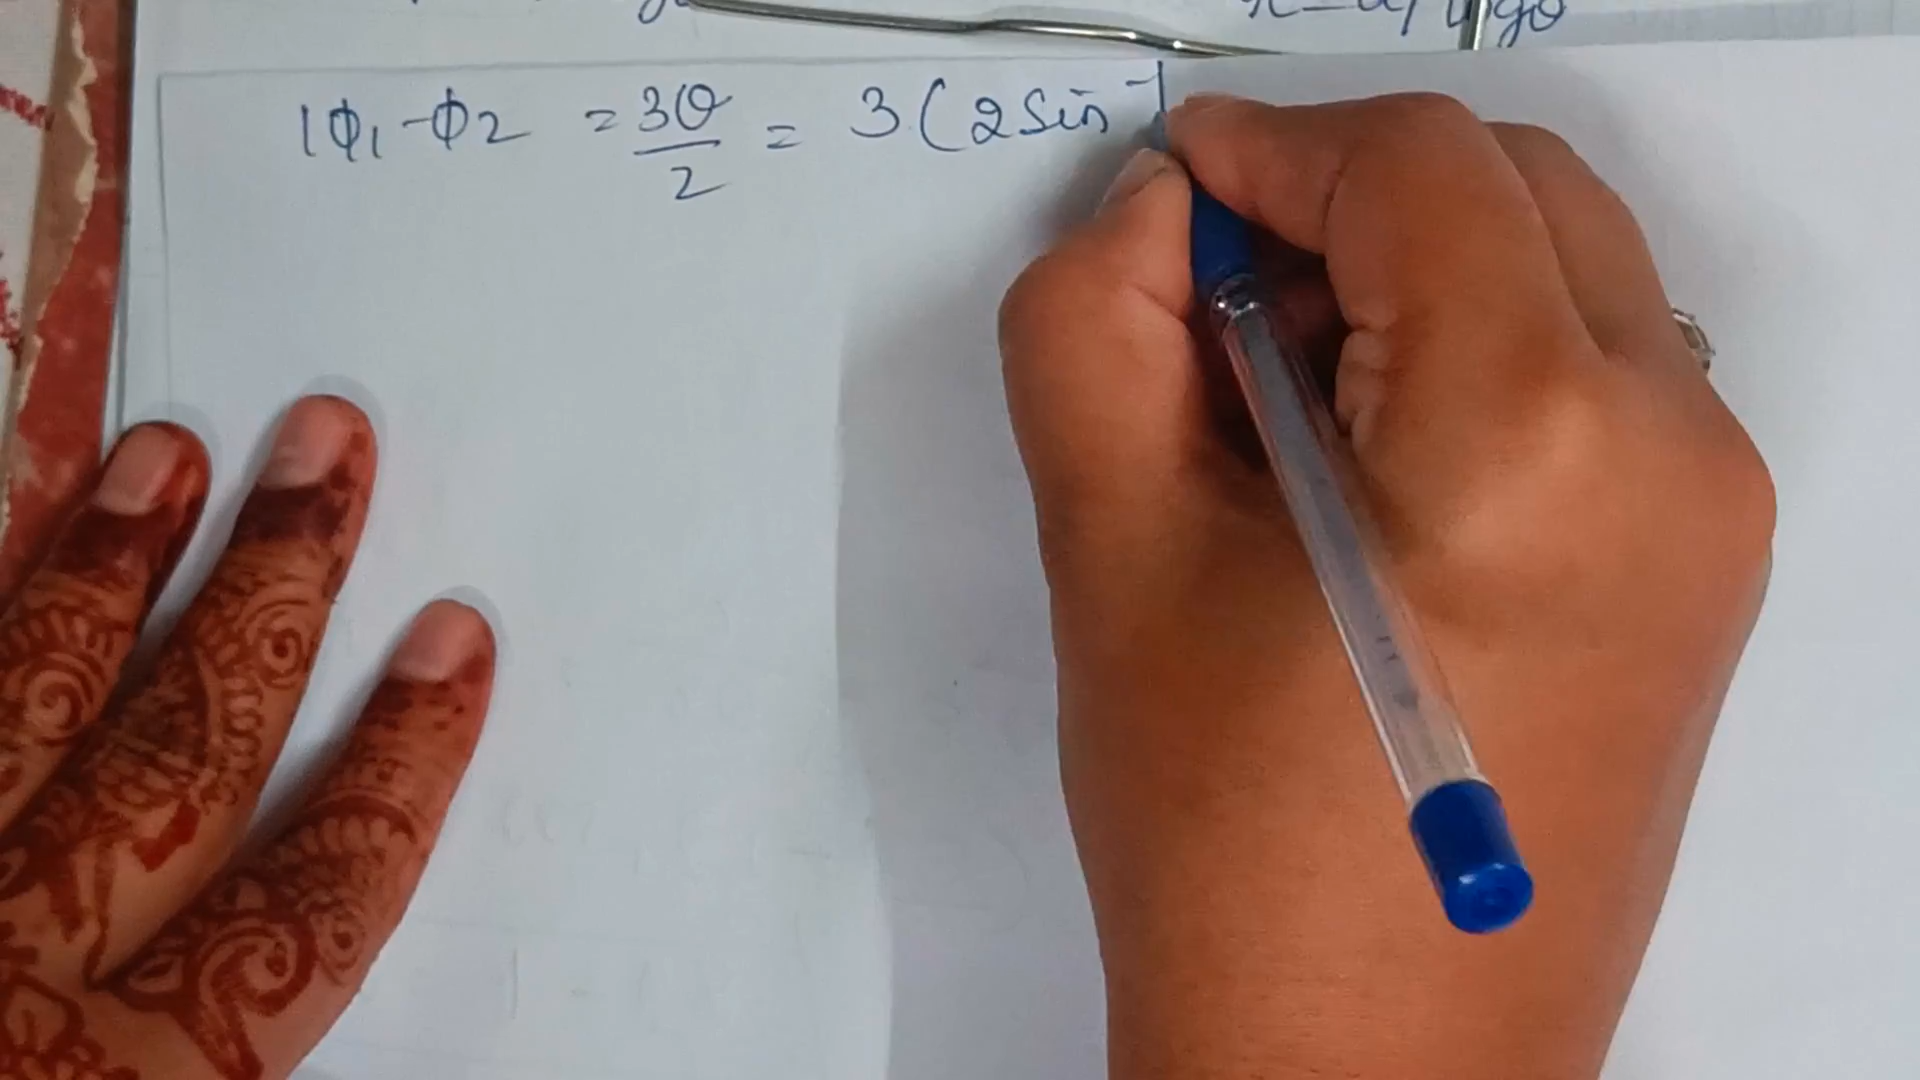 |Φ₁ - Φ2 = 3θ/2 = 3(2sin⁻¹